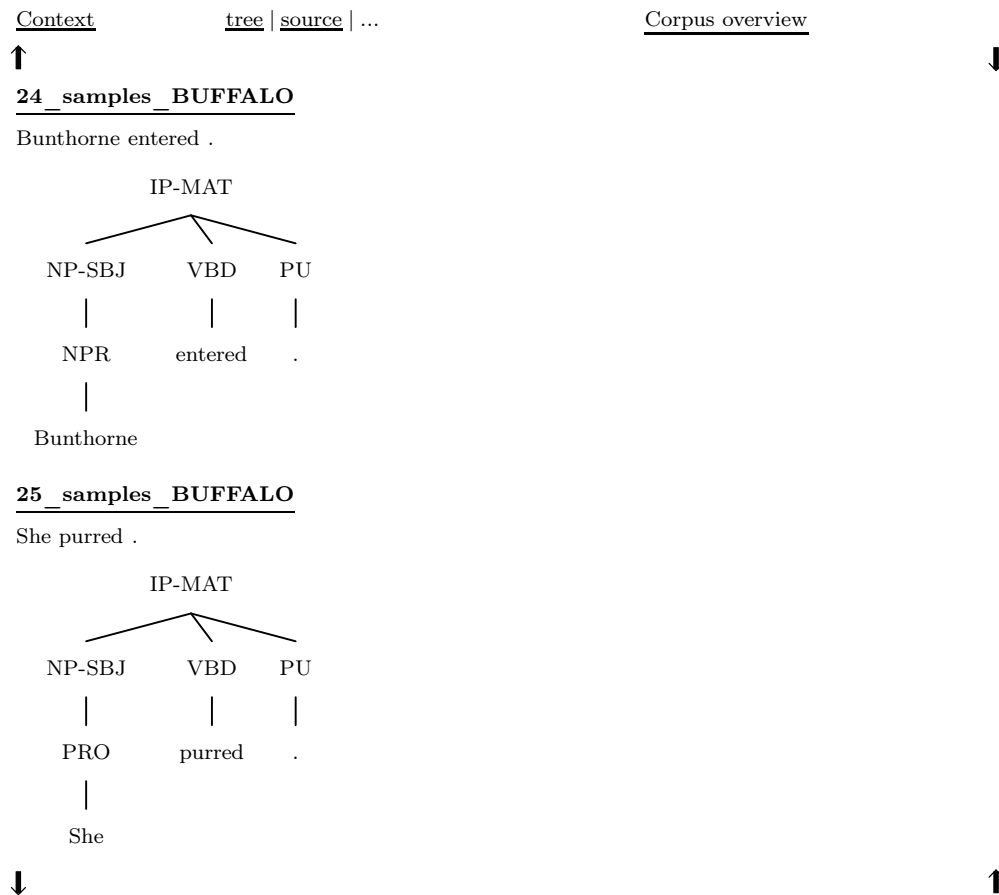 Context tree | source | ... Corpus overview
24_samples_BUFFALO
Bunthorne entered .
IP-MAT
NP-SBJ VBD PU
NPR entered .
Bunthorne
25_samples_BUFFALO
She purred .
IP-MAT
NP-SBJ VBD PU
PRO purred .
She